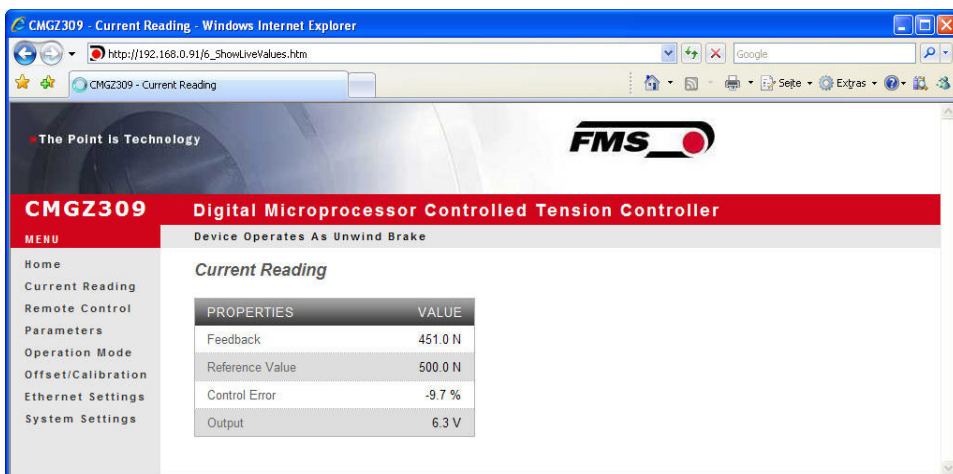 CMGZ309 - Current Reading - Windows Internet Explorer
http://192.168.0.91/6_ShowLiveValues.htm
Google
CMGZ309 - Current Reading
Seite
Extras
The Point is Technology
FMS
CMGZ309
Digital Microprocessor Controlled Tension Controller
MENU
Device Operates As Unwind Brake
Home
Current Reading
Remote Control
Parameters
Operation Mode
Offset/Calibration
Ethernet Settings
System Settings
Current Reading
PROPERTIES VALUE
Feedback 451.0 N
Reference Value 500.0 N
Control Error -9.7 %
Output 6.3 V